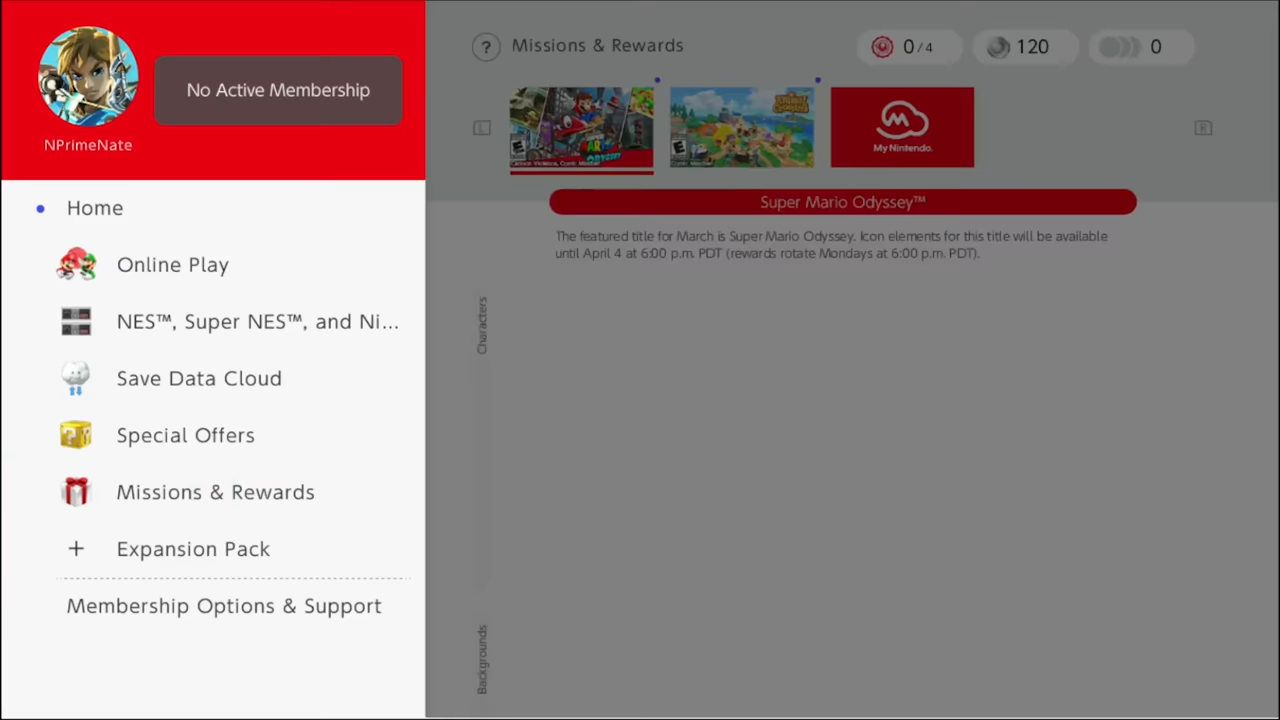 No Active Membership
NPrimeNate
Home
Online Play
NES™, Super NES™, and Ni...
Save Data Cloud
Special Offers
Missions & Rewards
Expansion Pack
Membership Options & Support
? Missions & Rewards
0/4
120
0
L
R
My Nintendo.
Super Mario Odyssey™
The featured title for March is Super Mario Odyssey. Icon elements for this title will be available
until April 4 at 6:00 p.m. PDT (rewards rotate Mondays at 6:00 p.m. PDT).
Characters
Backgrounds